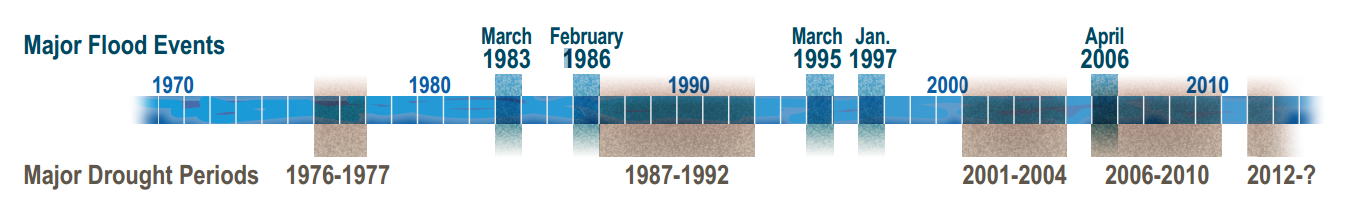 Major Flood Events
March 1983
February 1986
March 1995
Jan. 1997
April 2006
1970 1980 1990 2000 2010
Major Drought Periods 1976-1977 1987-1992 2001-2004 2006-2010 2012-?